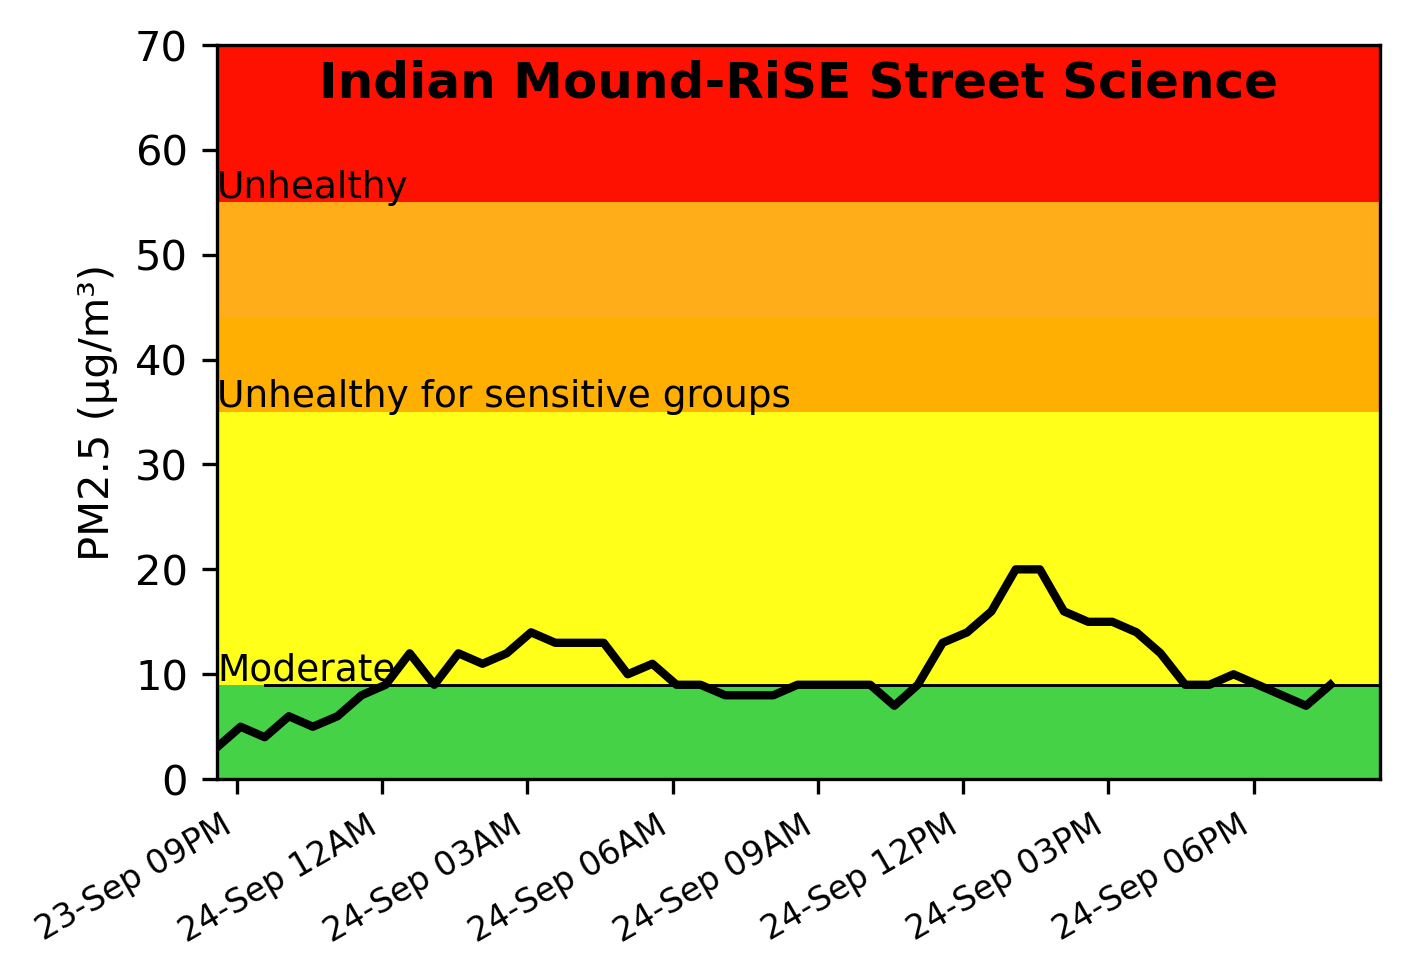 Indian Mound-RiSE Street Science
PM2.5 (µg/m³)
70
60
50
40
30
20
10
0
Unhealthy
Unhealthy for sensitive groups
Moderate
23-Sep 09PM
24-Sep 12AM
24-Sep 03AM
24-Sep 06AM
24-Sep 09AM
24-Sep 12PM
24-Sep 03PM
24-Sep 06PM